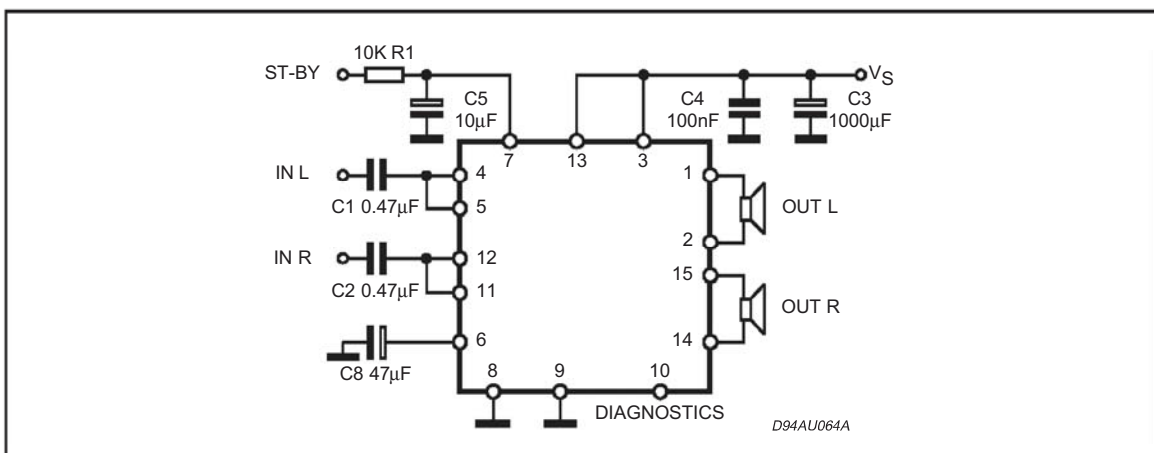 10K R1
ST-BY
C5
10µF
C4
100nF
C3
1000µF
VS
7
13
3
IN L
C1 0.47µF
4
5
1
OUT L
2
IN R
C2 0.47µF
12
11
15
OUT R
14
C8 47µF
6
8
9
10
DIAGNOSTICS
D94AU064A